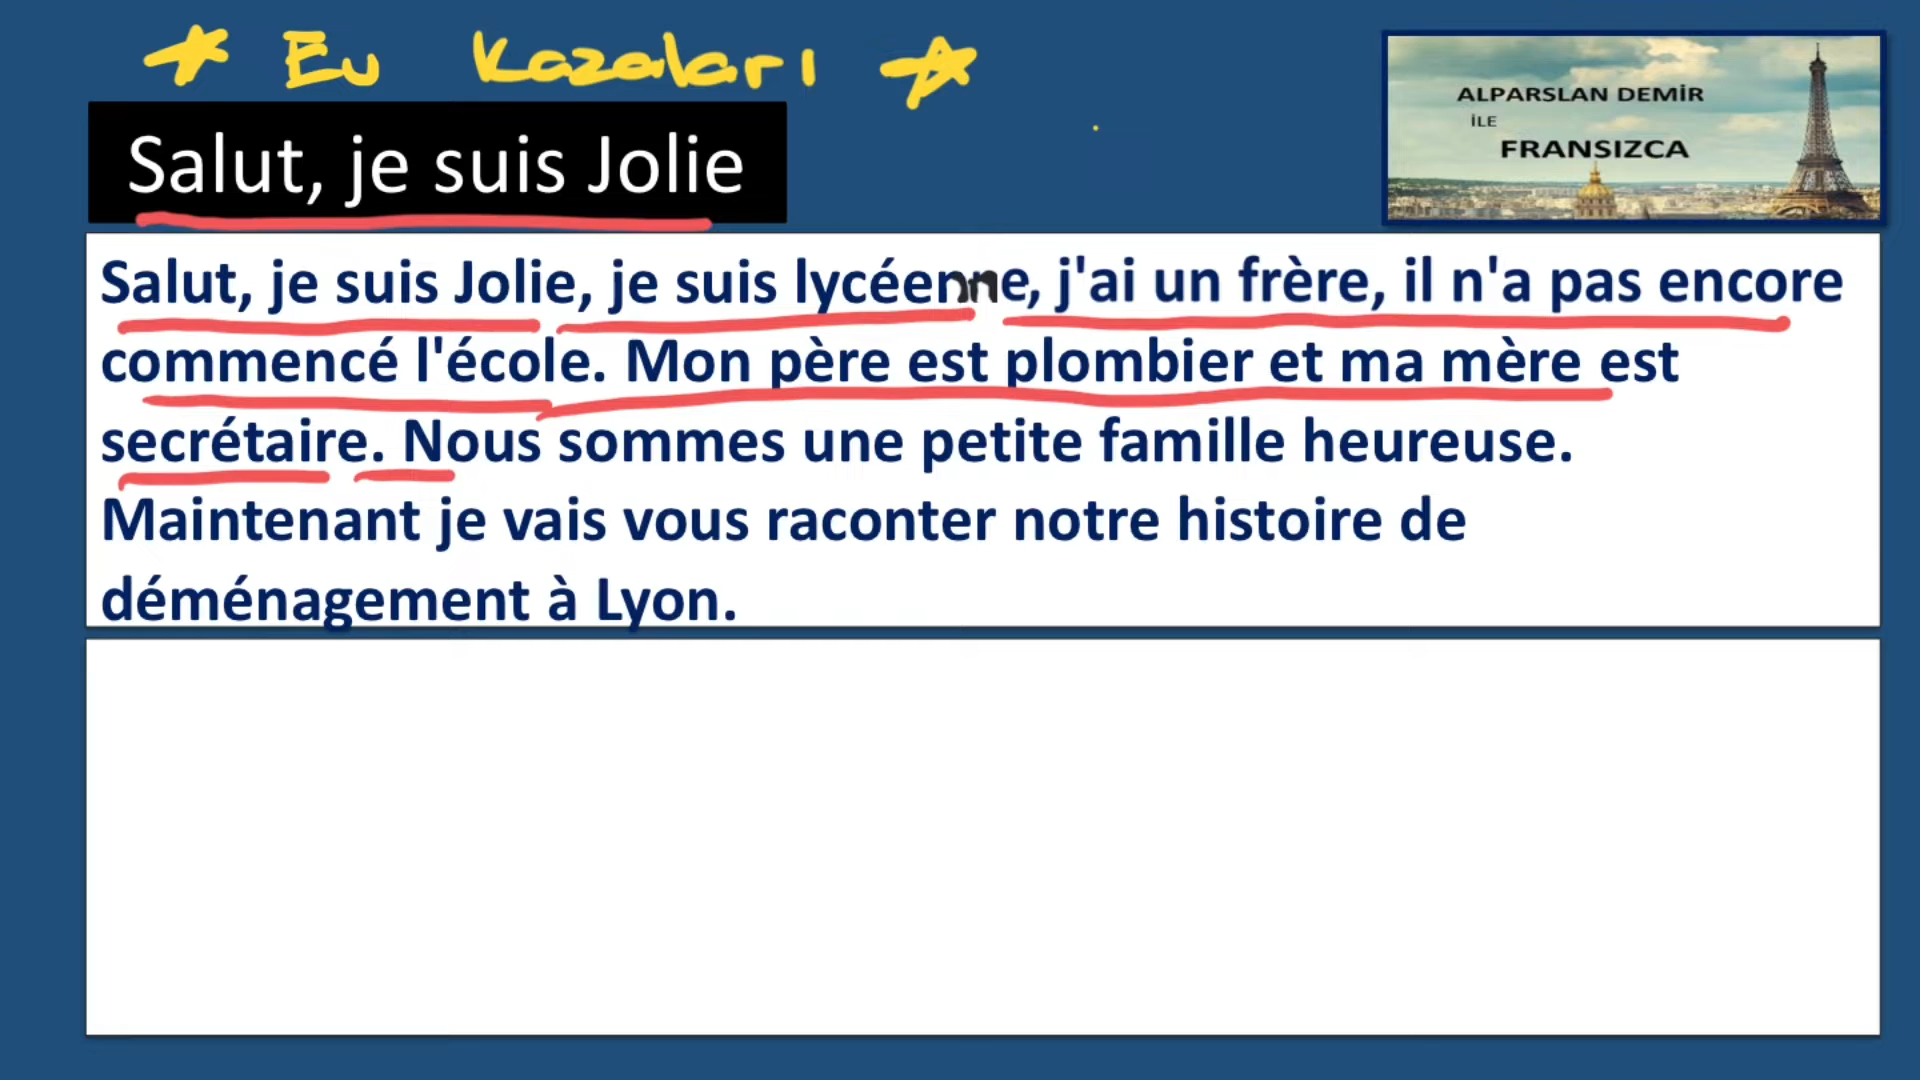 Ev Kazaları
ALPARSLAN DEMİR
İLE
FRANSIZCA
Salut, je suis Jolie
Salut, je suis Jolie, je suis lycéenne, j'ai un frère, il n'a pas encore
commencé l'école. Mon père est plombier et ma mère est
secrétaire. Nous sommes une petite famille heureuse.
Maintenant je vais vous raconter notre histoire de
déménagement à Lyon.